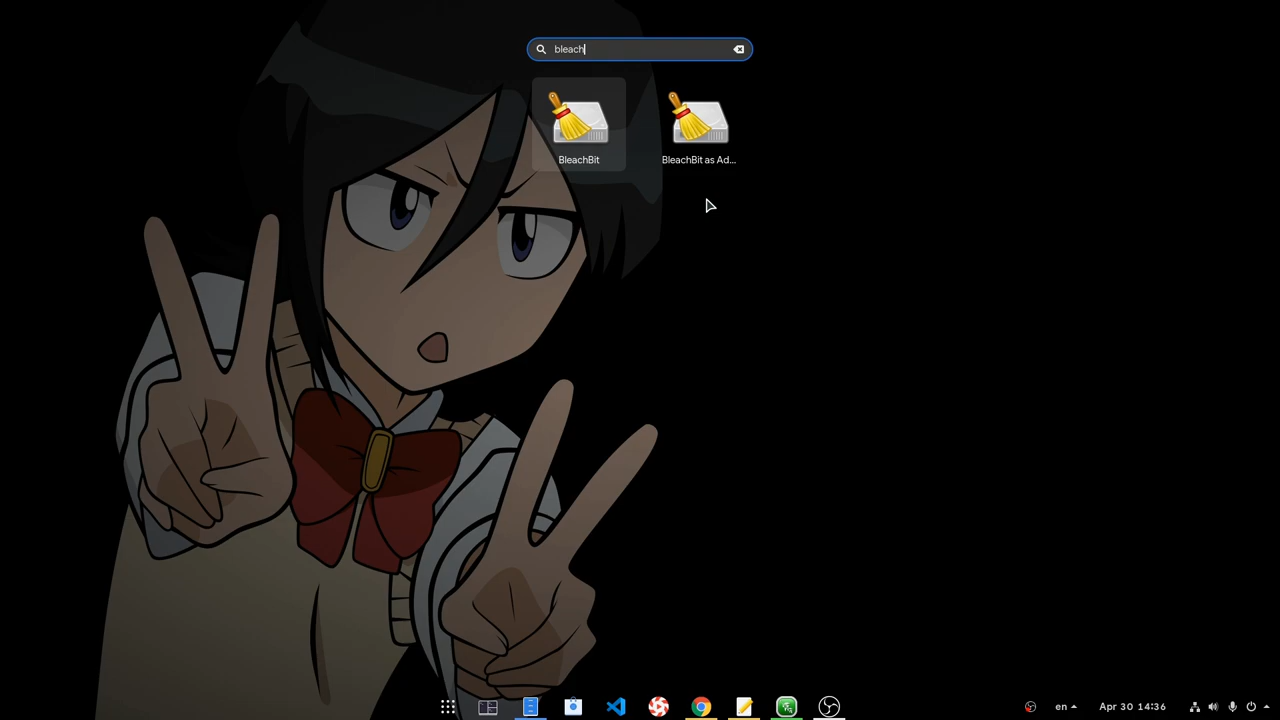 bleach
BleachBit
BleachBit as Ad...
en
Apr 30 14:36